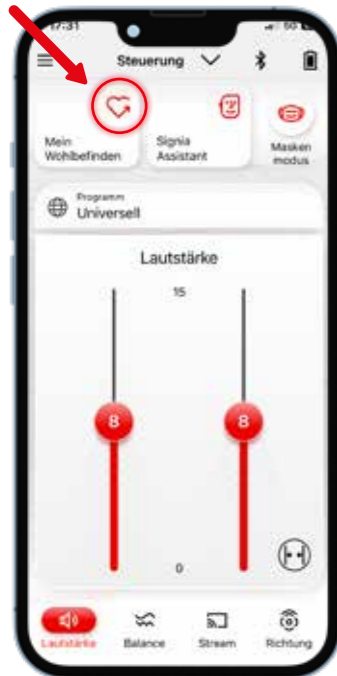 17:31
5G
Steuerung
Mein
Wohlbefinden
Signia
Assistant
Masken
modus
Programm
Universell
Lautstärke
15
8 8
0
Lautstärke Balance Stream Richtung